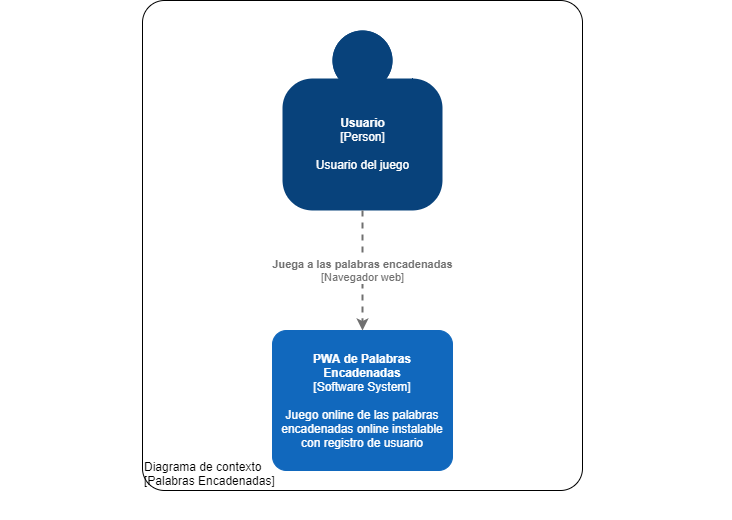 Usuario
[Person]
Usuario del juego
Juega a las palabras encadenadas
[Navegador web]
PWA de Palabras
Encadenadas
[Software System]
Juego online de las palabras
encadenadas online instalable
con registro de usuario
Diagrama de contexto
[Palabras Encadenadas]